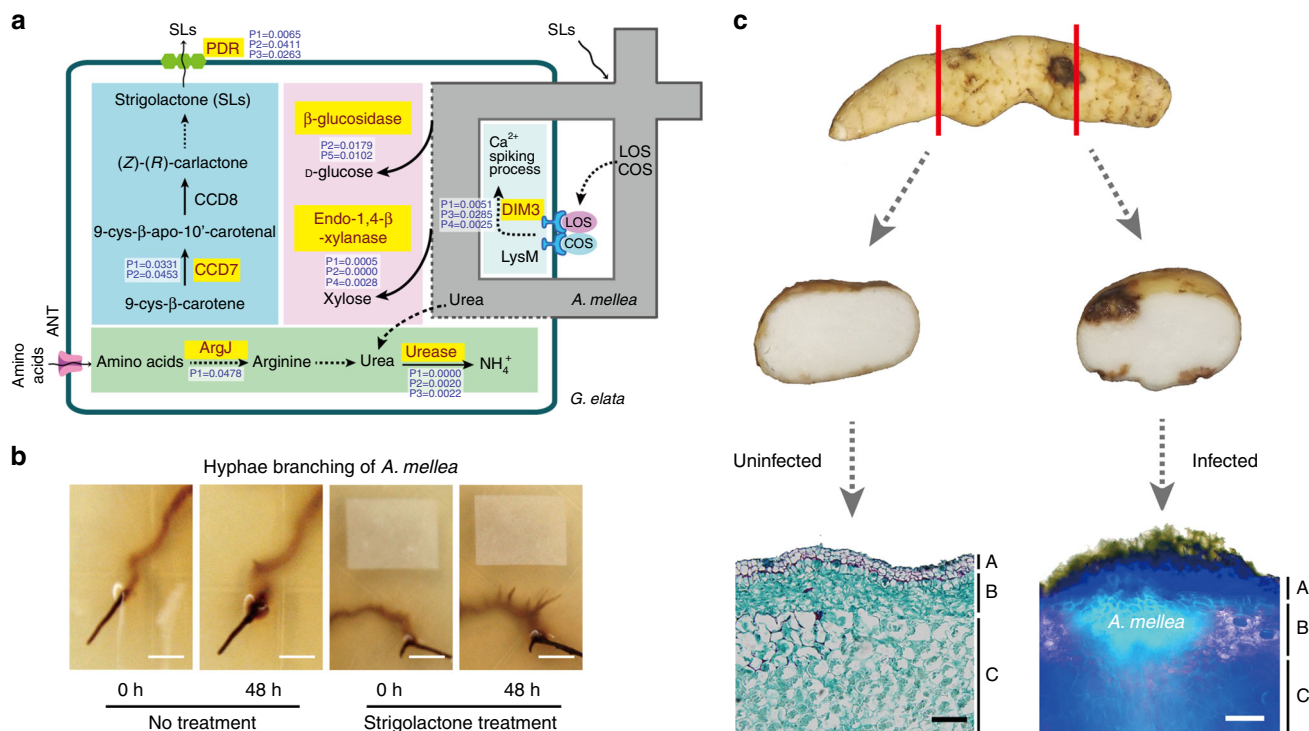 a
SLs
PDR
P1=0.0065
P2=0.0411
P3=0.0263
Strigolactone (SLs)
(Z)-(R)-carlactone
CCD8
9-cys-β-apo-10'-carotenal
P1=0.0331
P2=0.0453
CCD7
9-cys-β-carotene
β-glucosidase
P2=0.0179
P5=0.0102
D-glucose
Endo-1,4-β
-xylanase
P1=0.0005
P2=0.0000
P4=0.0028
Xylose
SLs
Ca2+
spiking
process
P1=0.0051
P3=0.0285
P4=0.0025
DIM3
LysM
LOS
COS
LOS
COS
Urea
A. mellea
ANT
Amino
acids
Amino acids
ArgJ
P1=0.0478
Arginine
Urea
Urease
P1=0.0000
P2=0.0020
P3=0.0022
NH4+
G. elata
b
Hyphae branching of A. mellea
0 h
48 h
0 h
48 h
No treatment
Strigolactone treatment
c
Uninfected
Infected
A
B
C
A. mellea
A
B
C